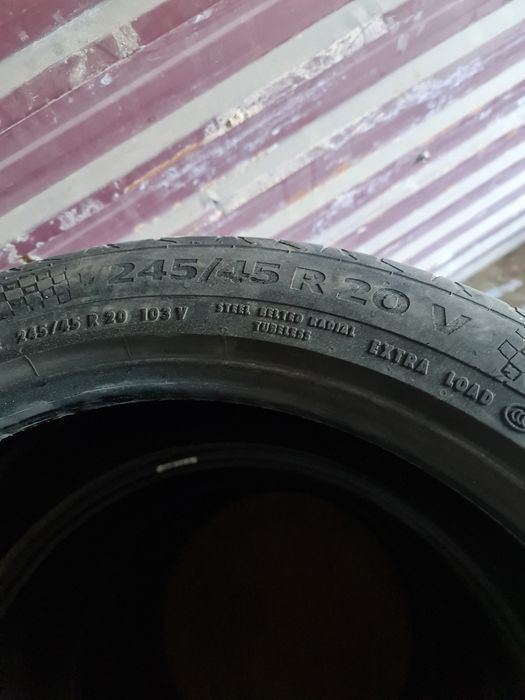 245/45 R 20 V
245/45 R 20 103 V
STEEL BELTED RADIAL
TUBELESS
EXTRA LOAD